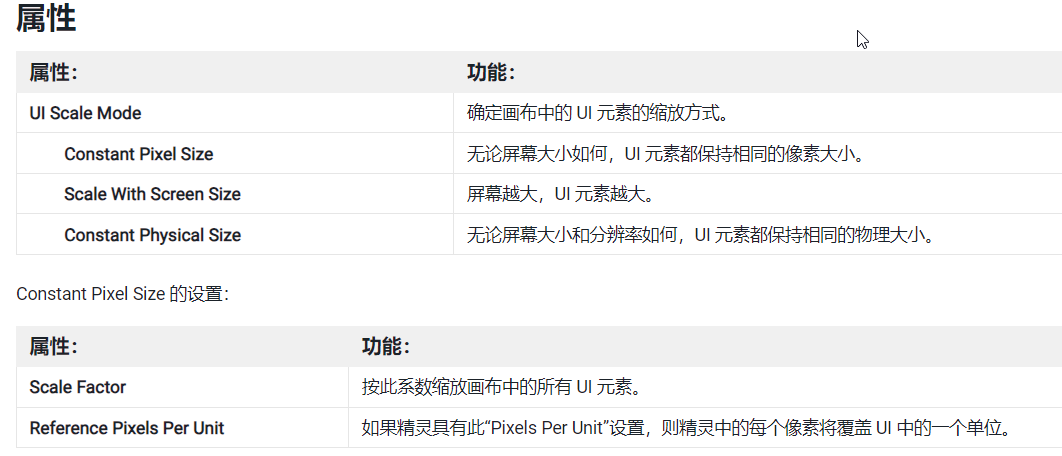 属性
属性： 功能：
UI Scale Mode 确定画布中的 UI 元素的缩放方式。
Constant Pixel Size 无论屏幕大小如何，UI 元素都保持相同的像素大小。
Scale With Screen Size 屏幕越大，UI 元素越大。
Constant Physical Size 无论屏幕大小和分辨率如何，UI 元素都保持相同的物理大小。
Constant Pixel Size 的设置：
属性： 功能：
Scale Factor 按此系数缩放画布中的所有 UI 元素。
Reference Pixels Per Unit 如果精灵具有此“Pixels Per Unit”设置，则精灵中的每个像素将覆盖 UI 中的一个单位。